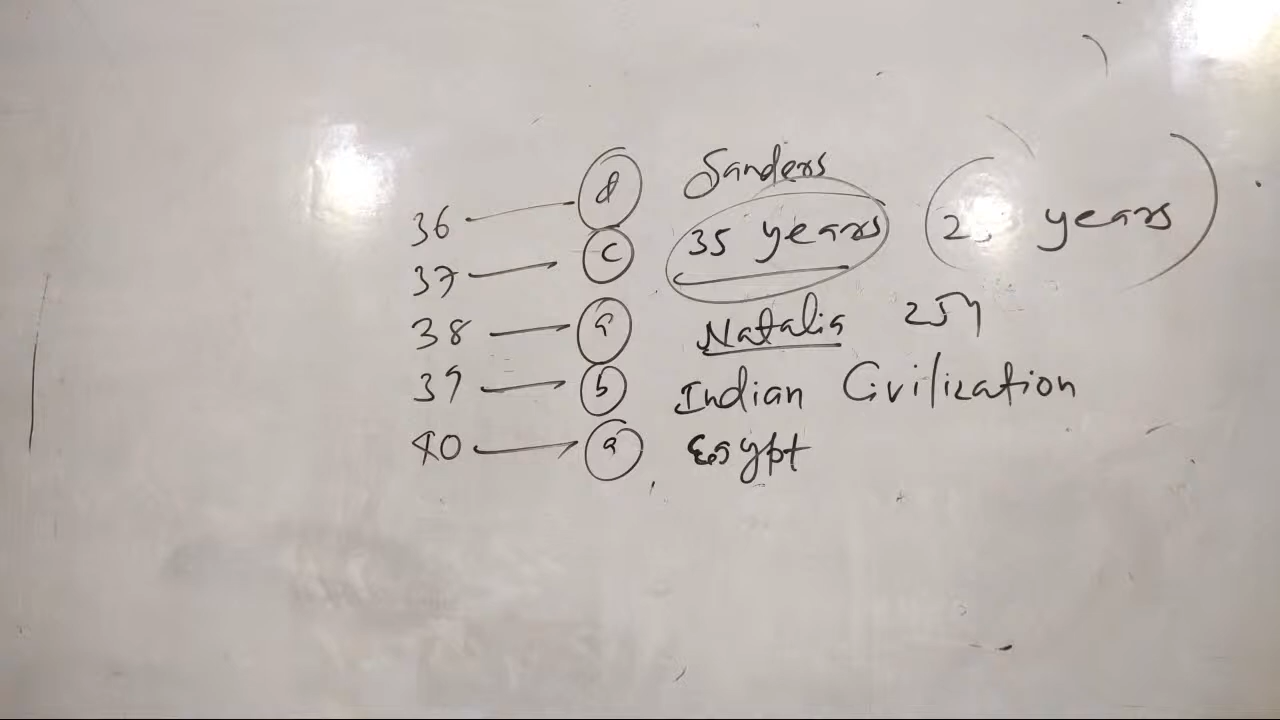 36 — d Sanders
37 — c 35 years years
38 — a Natalia
39 — b Indian Civilization
40 — a Egypt